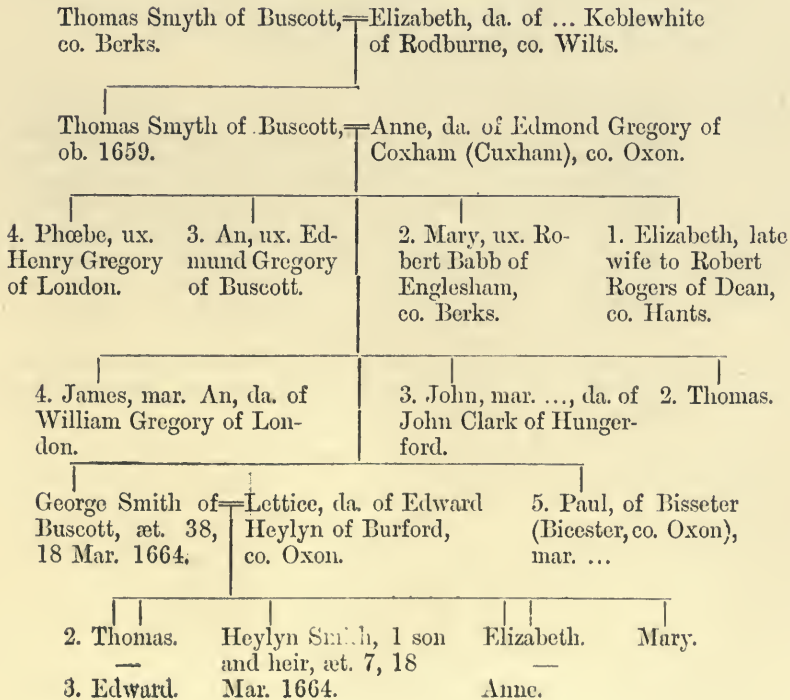 Thomas Smyth of Buscott, co. Berks.
Elizabeth, da. of ... Keblewhite of Rodburne, co. Wilts.
Thomas Smyth of Buscott, ob. 1659.
Anne, da. of Edmond Gregory of Coxham (Cuxham), co. Oxon.
4. Phœbe, ux. Henry Gregory of London.
3. An, ux. Edmund Gregory of Buscott.
2. Mary, ux. Robert Babb of Englesham, co. Berks.
1. Elizabeth, late wife to Robert Rogers of Dean, co. Hants.
4. James, mar. An, da. of William Gregory of London.
3. John, mar. ..., da. of John Clark of Hungerford.
2. Thomas.
George Smith of Buscott, æt. 38, 18 Mar. 1664.
Lettice, da. of Edward Heylyn of Burford, co. Oxon.
5. Paul, of Bisseter (Bicester, co. Oxon), mar. ...
2. Thomas.
—
3. Edward.
Heylyn Smith, 1 son and heir, æt. 7, 18 Mar. 1664.
Elizabeth.
—
Anne.
Mary.